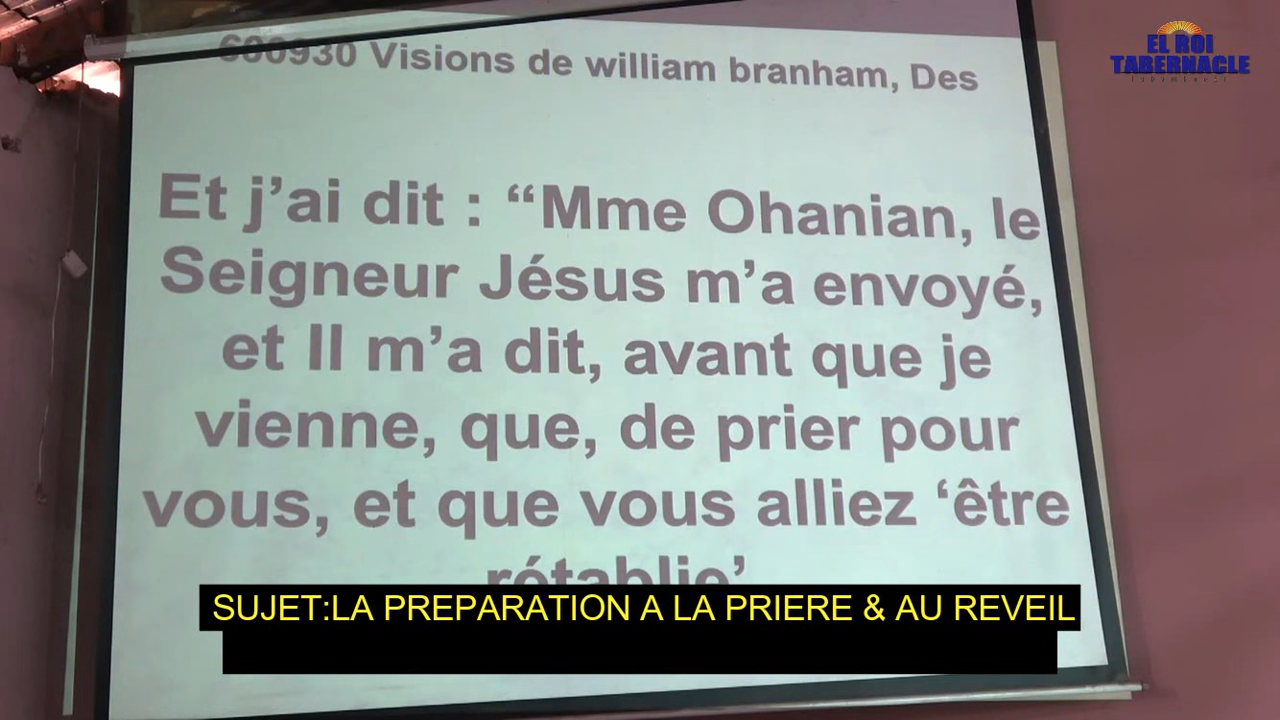 600930 Visions de william branham, Des
EL ROI
TABERNACLE
Et j’ai dit : “Mme Ohanian, le
Seigneur Jésus m’a envoyé,
et Il m’a dit, avant que je
vienne, que, de prier pour
vous, et que vous alliez ‘être
rétablie’
SUJET:LA PREPARATION A LA PRIERE & AU REVEIL